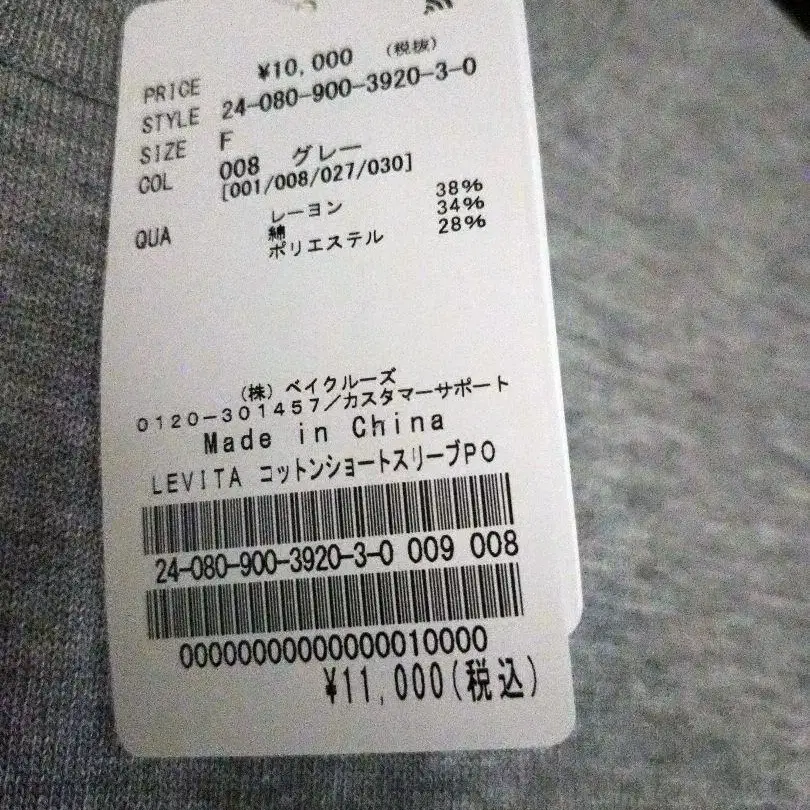 PRICE ¥10,000 (税抜)
STYLE 24-080-900-3920-3-0
SIZE F
COL 008 グレー
[001/008/027/030]
QUA レーヨン 38%
綿 34%
ポリエステル 28%
(株)ベイクルーズ
0120-301457/カスタマーサポート
Made in China
LEVITA コットンショートスリーブPO
24-080-900-3920-3-0 009 008
00000000000000010000
¥11,000(税込)